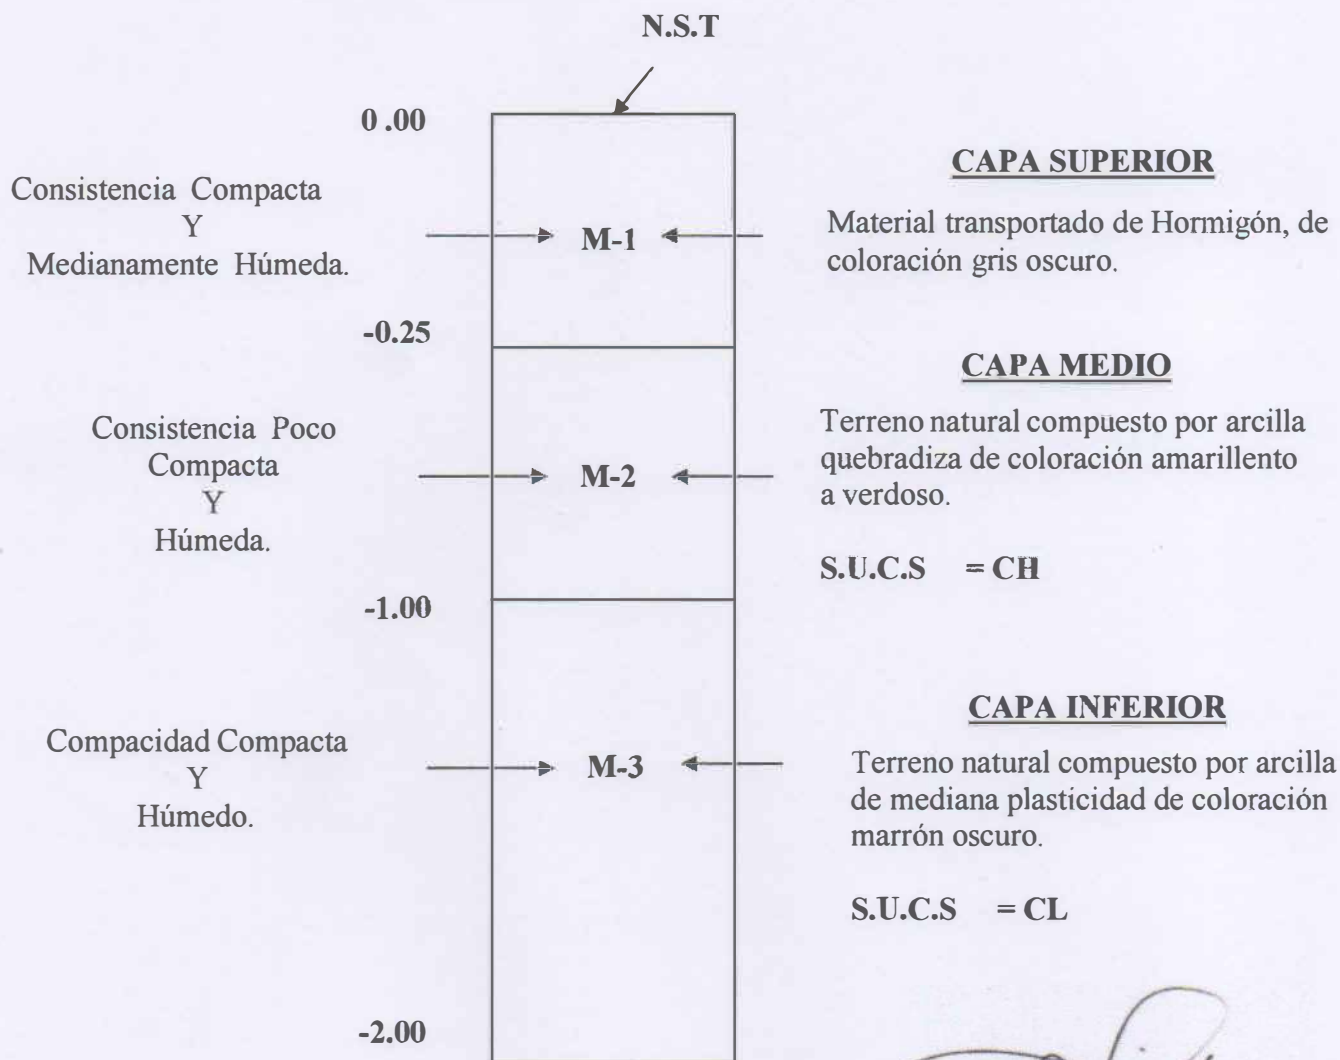 N.S.T
0.00
Consistencia Compacta
Y
Medianamente Húmeda.
M-1
CAPA SUPERIOR
Material transportado de Hormigón, de
coloración gris oscuro.
-0.25
Consistencia Poco
Compacta
Y
Húmeda.
M-2
CAPA MEDIO
Terreno natural compuesto por arcilla
quebradiza de coloración amarillento
a verdoso.
S.U.C.S = CH
-1.00
Compacidad Compacta
Y
Húmedo.
M-3
CAPA INFERIOR
Terreno natural compuesto por arcilla
de mediana plasticidad de coloración
marrón oscuro.
S.U.C.S = CL
-2.00